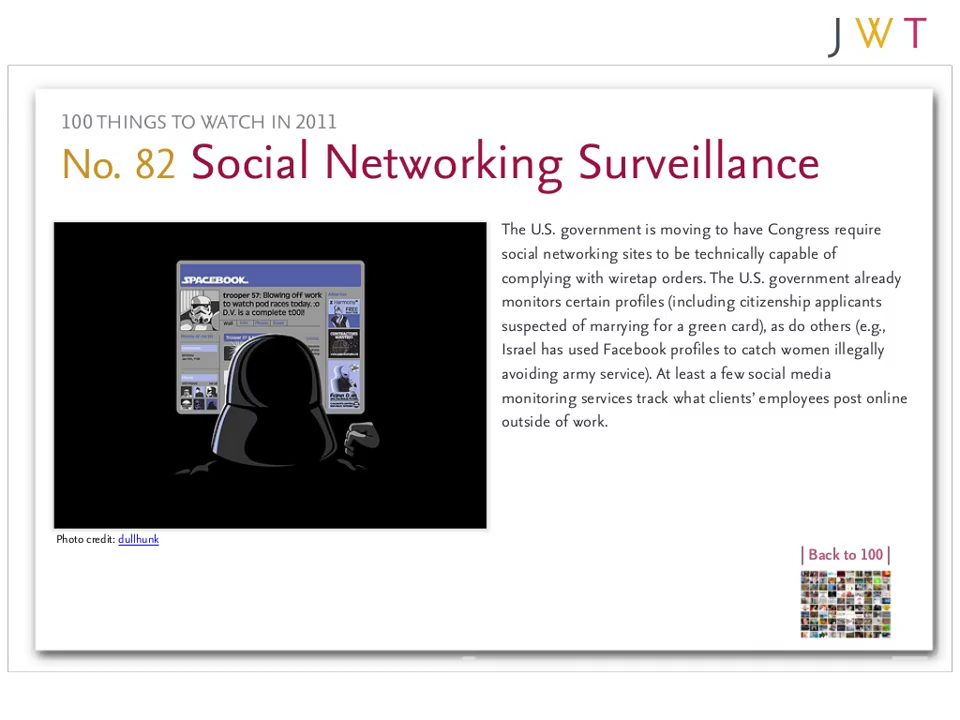 JWT
100 THINGS TO WATCH IN 2011
No. 82 Social Networking Surveillance
SPACEBOOK
trooper 57: Blowing off work
to watch pod races today. :o
D.V. is a complete t00l!
FREE
The U.S. government is moving to have Congress require
social networking sites to be technically capable of
complying with wiretap orders. The U.S. government already
monitors certain profiles (including citizenship applicants
suspected of marrying for a green card), as do others (e.g.,
Israel has used Facebook profiles to catch women illegally
avoiding army service). At least a few social media
monitoring services track what clients’ employees post online
outside of work.
Photo credit: dullhunk
| Back to 100 |